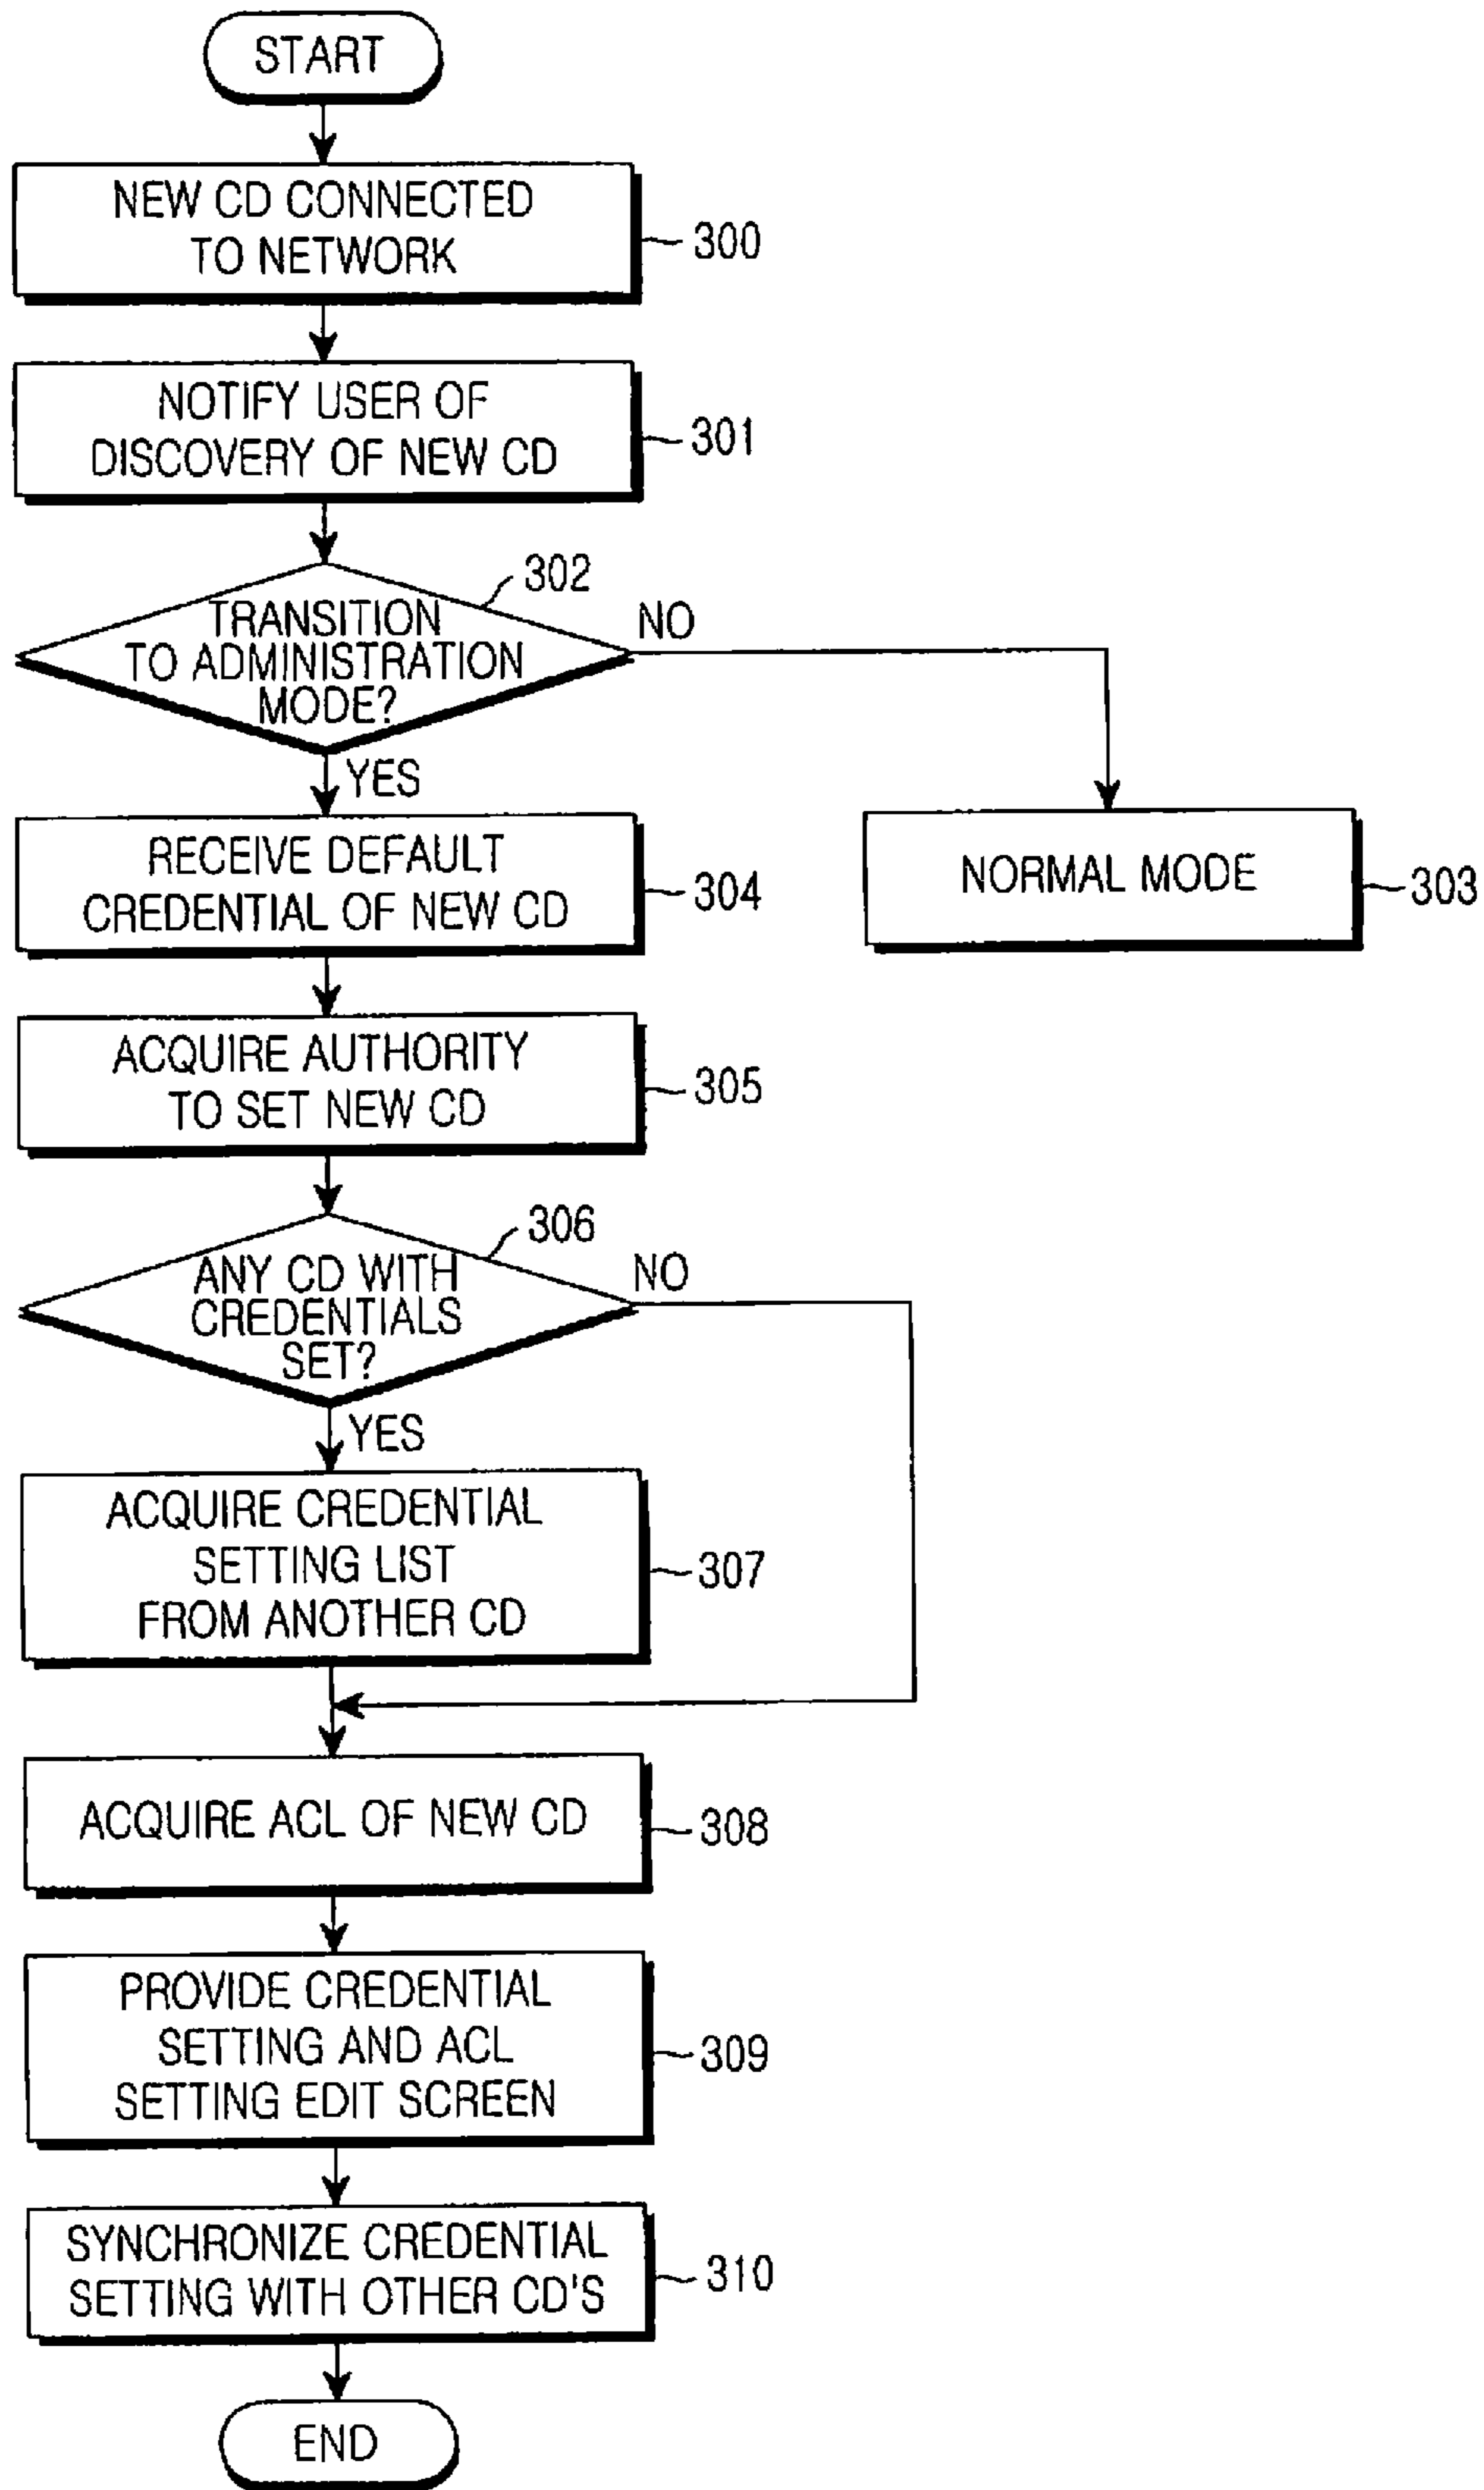 START
NEW CD CONNECTED
TO NETWORK
300
NOTIFY USER OF
DISCOVERY OF NEW CD
301
302
TRANSITION
TO ADMINISTRATION
MODE?
NO
YES
RECEIVE DEFAULT
CREDENTIAL OF NEW CD
304
NORMAL MODE
303
ACQUIRE AUTHORITY
TO SET NEW CD
305
306
ANY CD WITH
CREDENTIALS
SET?
NO
YES
ACQUIRE CREDENTIAL
SETTING LIST
FROM ANOTHER CD
307
ACQUIRE ACL OF NEW CD
308
PROVIDE CREDENTIAL
SETTING AND ACL
SETTING EDIT SCREEN
309
SYNCHRONIZE CREDENTIAL
SETTING WITH OTHER CD'S
310
END